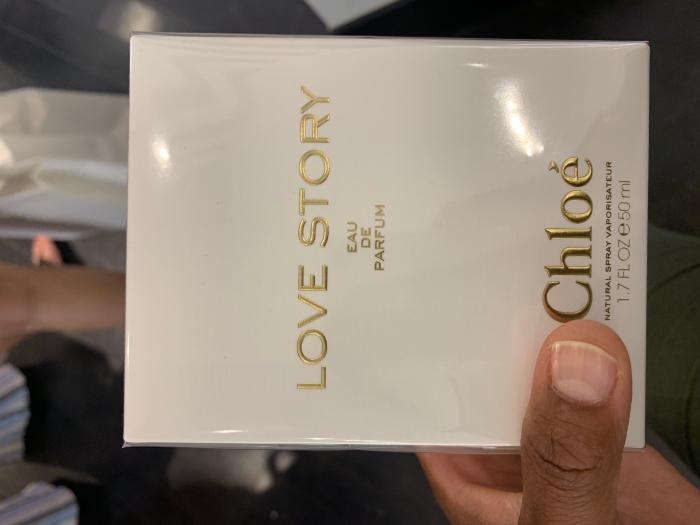 LOVE STORY
EAU
DE
PARFUM
Chloé
NATURAL SPRAY VAPORISATEUR
1.7 FL OZ ℮ 50 ml